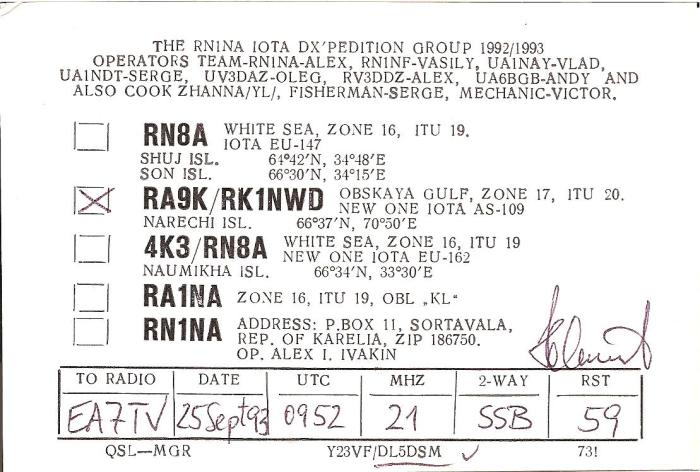 THE RN1NA IOTA DX'PEDITION GROUP 1992/1993
OPERATORS TEAM-RN1NA-ALEX, RN1NF-VASILY, UA1NAY-VLAD,
UA1NDT-SERGE, UV3DAZ-OLEG, RV3DDZ-ALEX, UA6BGB-ANDY AND
ALSO COOK ZHANNA/YL/, FISHERMAN-SERGE, MECHANIC-VICTOR.
RN8A WHITE SEA, ZONE 16, ITU 19.
IOTA EU-147
SHUJ ISL. 64°42'N, 34°48'E
SON ISL. 66°30'N, 34°15'E
RA9K/RK1NWD OBSKAYA GULF, ZONE 17, ITU 20.
NEW ONE IOTA AS-109
NARECHI ISL. 66°37'N, 70°50'E
4K3/RN8A WHITE SEA, ZONE 16, ITU 19
NEW ONE IOTA EU-162
NAUMIKHA ISL. 66°34'N, 33°30'E
RA1NA ZONE 16, ITU 19, OBL „KL"
RN1NA ADDRESS: P.BOX 11, SORTAVALA,
REP. OF KARELIA, ZIP 186750.
OP. ALEX I. IVAKIN
TO RADIO DATE UTC MHZ 2-WAY RST
EA7TV 25Sept93 0952 21 SSB 59
QSL—MGR Y23VF/DL5DSM 73!